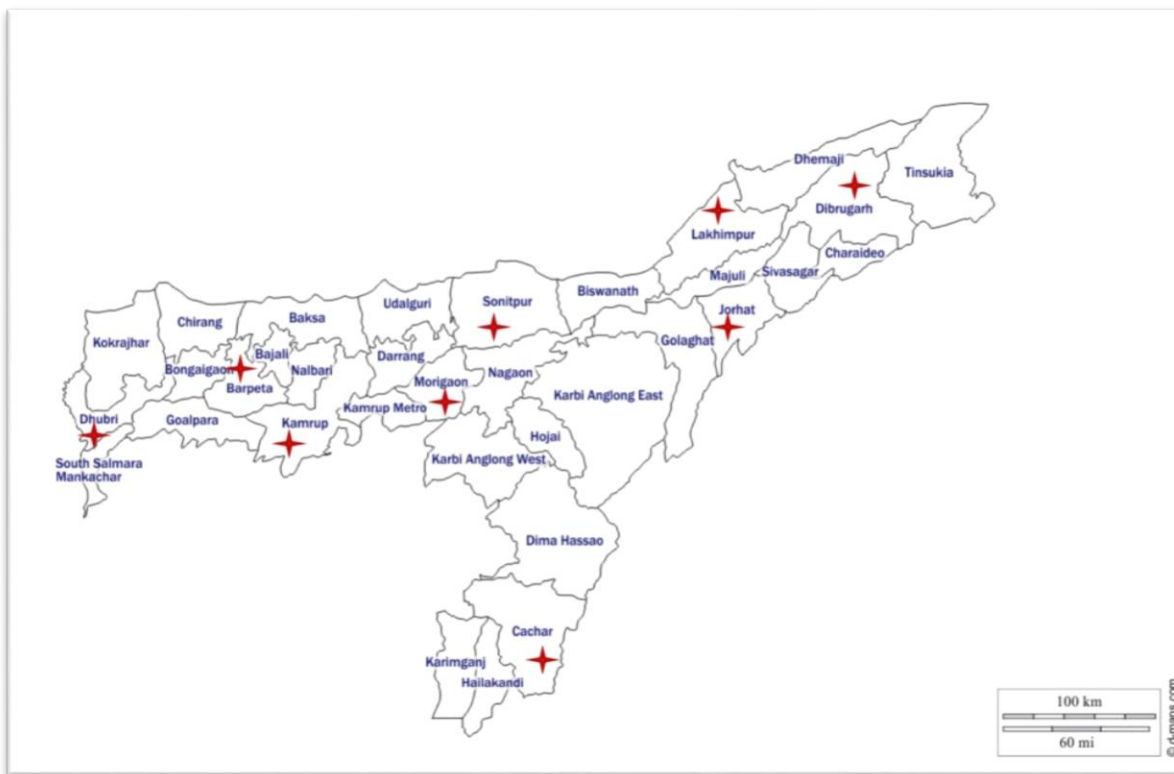 Dhemaji
Tinsukia
Dibrugarh
Lakhimpur
Charaideo
Majuli
Sivasagar
Biswanath
Sonitpur
Udalguri
Jorhat
Baksa
Chirang
Kokrajhar
Golaghat
Bajali
Darrang
Bongaigaon
Nalbari
Nagaon
Morigaon
Barpeta
Karbi Anglong East
Kamrup Metro
Dhubri
Goalpara
Kamrup
Hojai
South Salmara
Mankachar
Karbi Anglong West
Dima Hassao
Cachar
Karimganj
Hailakandi
100 km
60 mi
© d-maps.com